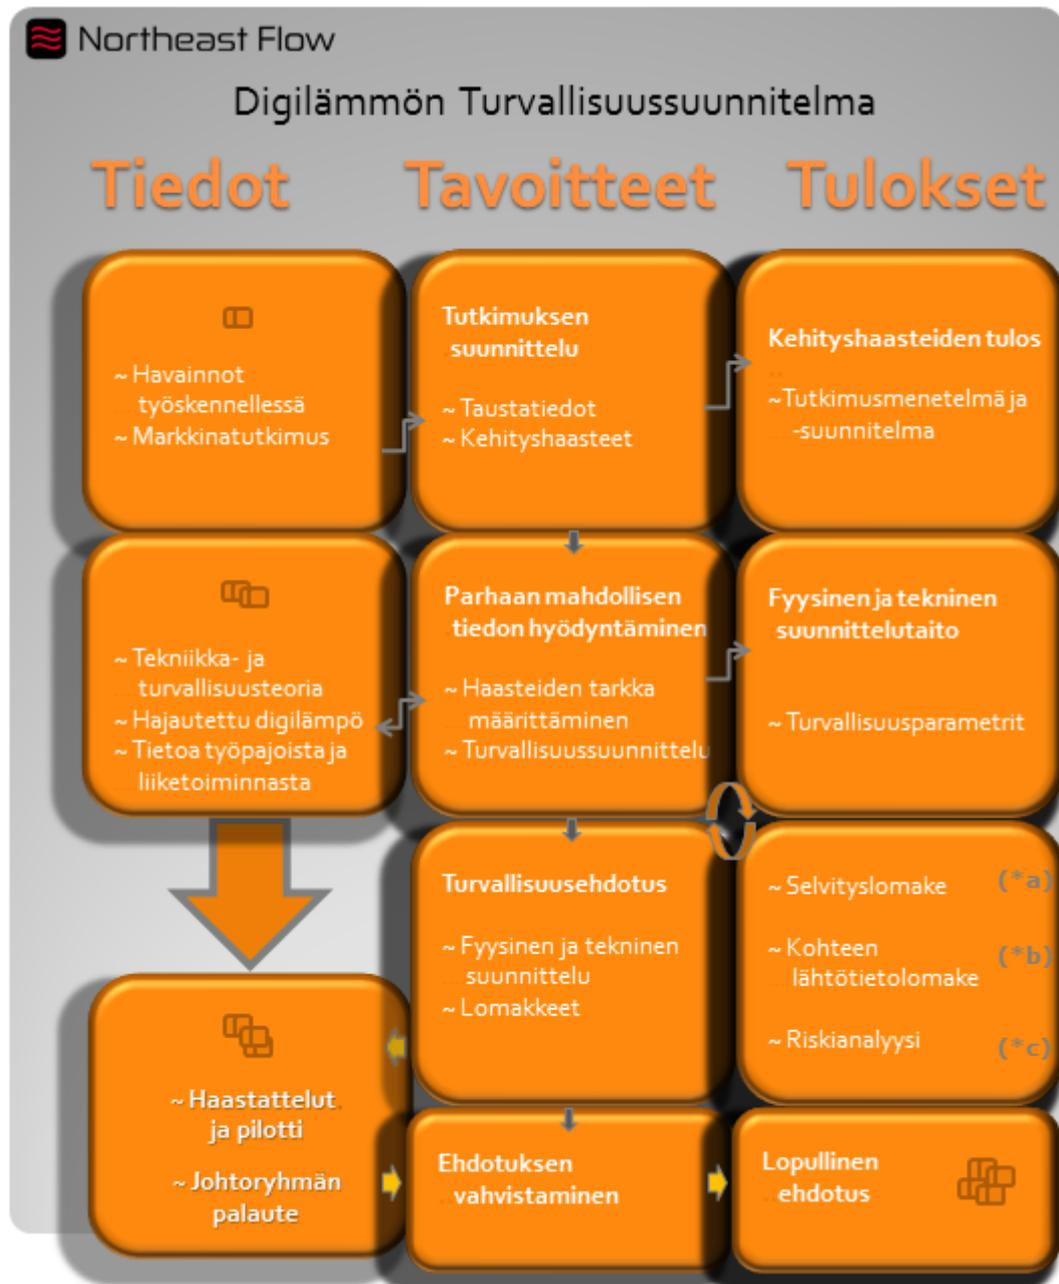 Northeast Flow
Digilämmön Turvallisuussuunnitelma
Tiedot
Tavoitteet
Tulokset
~ Havainnot
työskennellessä
~ Markkinatutkimus
Tutkimuksen
suunnittelu
~ Taustatiedot
~ Kehityshaasteet
Kehityshaasteiden tulos
~Tutkimusmenetelmä ja
-suunnitelma
~ Tekniikka- ja
turvallisuusteoria
~ Hajautettu digilämpö
~ Tietoa työpajoista ja
liiketoiminnasta
Parhaan mahdollisen
tiedon hyödyntäminen
~ Haasteiden tarkka
määrittäminen
~ Turvallisuussuunnittelu
Fyysinen ja tekninen
suunnittelutaito
~ Turvallisuusparametrit
Turvallisuusehdotus
~ Fyysinen ja tekninen
suunnittelu
~ Lomakkeet
~ Selvityslomake (*a)
~ Kohteen
lähtötietolomake (*b)
~ Riskianalyysi (*c)
~ Haastattelut
ja pilotti
~ Johtoryhmän
palaute
Ehdotuksen
vahvistaminen
Lopullinen
ehdotus